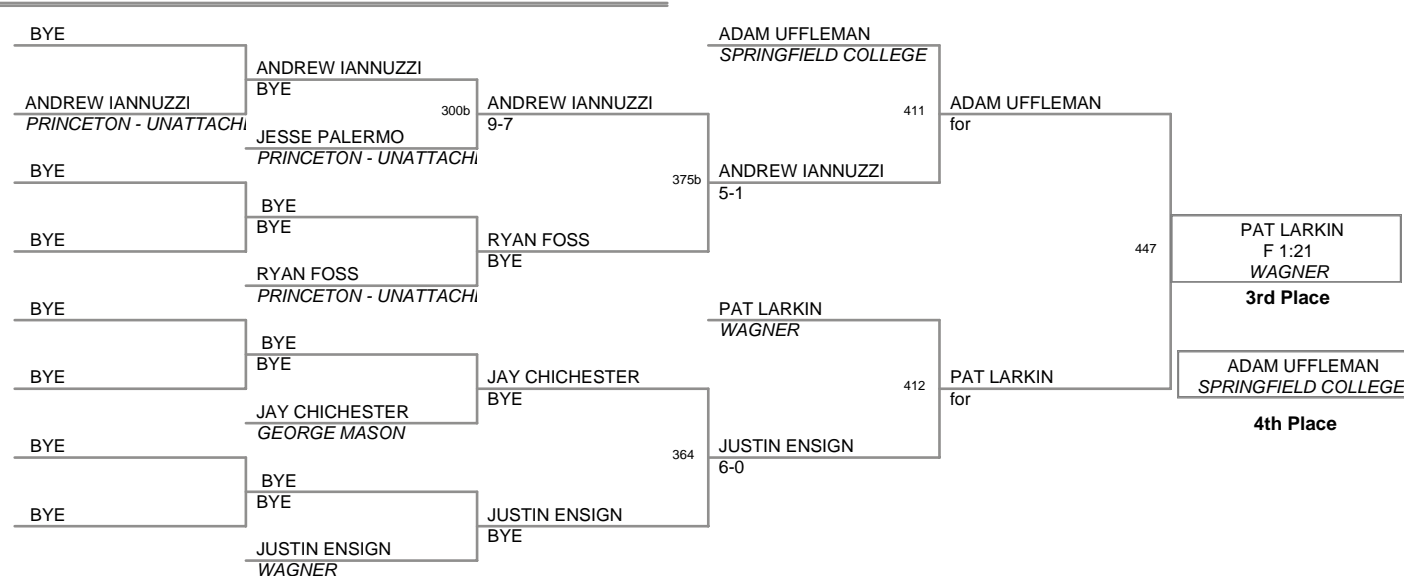 BYE
ANDREW IANNUZZI
PRINCETON - UNATTACHI
BYE
BYE
BYE
BYE
BYE
BYE
ANDREW IANNUZZI
BYE
JESSE PALERMO
PRINCETON - UNATTACHI
BYE
BYE
RYAN FOSS
PRINCETON - UNATTACHI
BYE
BYE
JAY CHICHESTER
GEORGE MASON
BYE
BYE
JUSTIN ENSIGN
WAGNER
300b
ANDREW IANNUZZI
9-7
RYAN FOSS
BYE
JAY CHICHESTER
BYE
JUSTIN ENSIGN
BYE
375b
364
ADAM UFFLEMAN
SPRINGFIELD COLLEGE
ANDREW IANNUZZI
5-1
PAT LARKIN
WAGNER
JUSTIN ENSIGN
6-0
411
412
ADAM UFFLEMAN
for
PAT LARKIN
for
447
PAT LARKIN
F 1:21
WAGNER
3rd Place
ADAM UFFLEMAN
SPRINGFIELD COLLEGE
4th Place